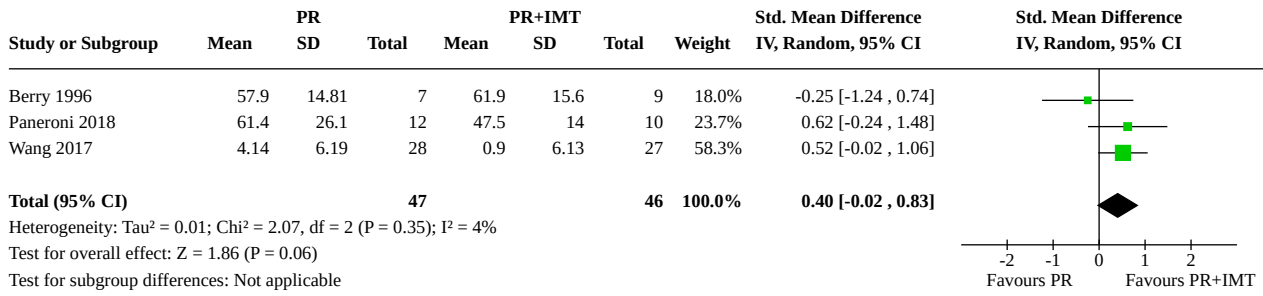 PR PR+IMT Std. Mean Difference Std. Mean Difference
Study or Subgroup Mean SD Total Mean SD Total Weight IV, Random, 95% CI IV, Random, 95% CI
Berry 1996 57.9 14.81 7 61.9 15.6 9 18.0% -0.25 [-1.24 , 0.74]
Paneroni 2018 61.4 26.1 12 47.5 14 10 23.7% 0.62 [-0.24 , 1.48]
Wang 2017 4.14 6.19 28 0.9 6.13 27 58.3% 0.52 [-0.02 , 1.06]
Total (95% CI) 47 46 100.0% 0.40 [-0.02 , 0.83]
Heterogeneity: Tau² = 0.01; Chi² = 2.07, df = 2 (P = 0.35); I² = 4%
Test for overall effect: Z = 1.86 (P = 0.06)
-2 -1 0 1 2
Test for subgroup differences: Not applicable
Favours PR Favours PR+IMT